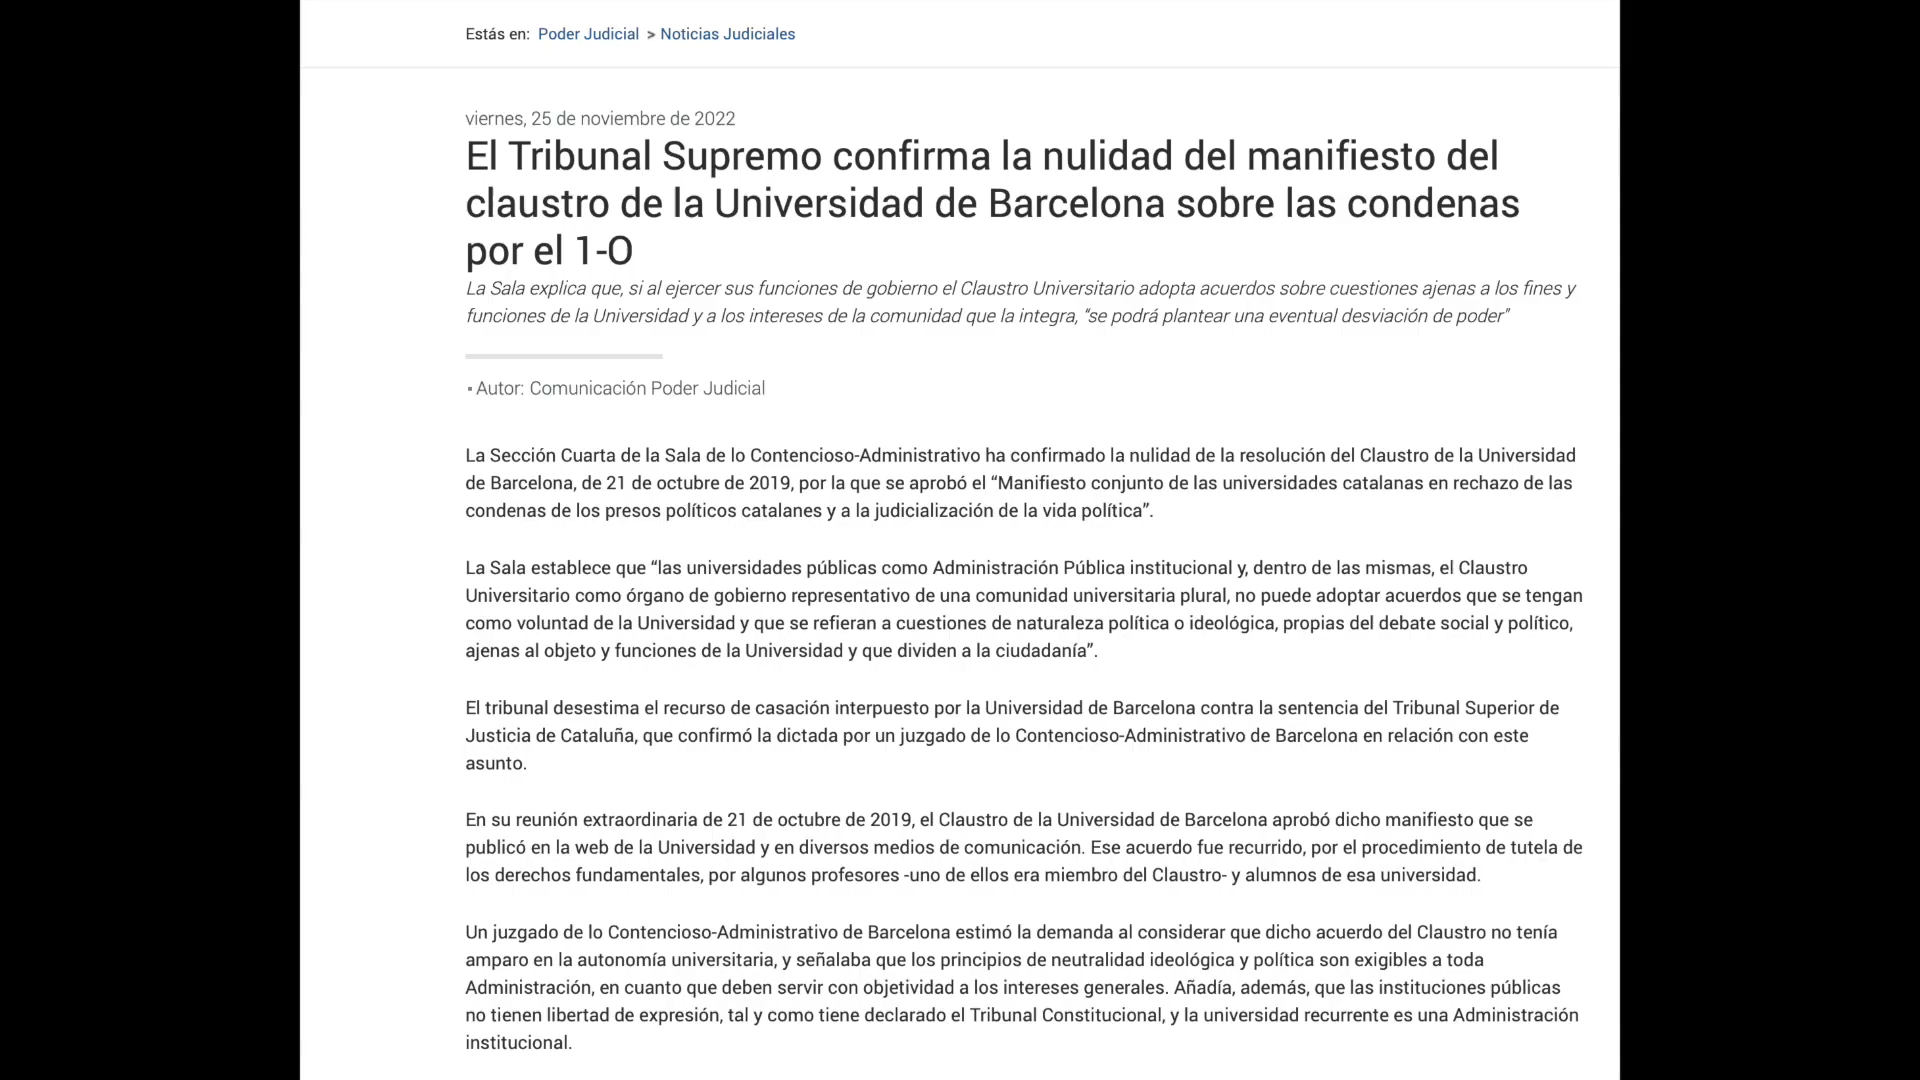 Estás en: Poder Judicial > Noticias Judiciales
viernes, 25 de noviembre de 2022
El Tribunal Supremo confirma la nulidad del manifiesto del
claustro de la Universidad de Barcelona sobre las condenas
por el 1-O
La Sala explica que, si al ejercer sus funciones de gobierno el Claustro Universitario adopta acuerdos sobre cuestiones ajenas a los fines y
funciones de la Universidad y a los intereses de la comunidad que la integra, “se podrá plantear una eventual desviación de poder”
▪ Autor: Comunicación Poder Judicial
La Sección Cuarta de la Sala de lo Contencioso-Administrativo ha confirmado la nulidad de la resolución del Claustro de la Universidad
de Barcelona, de 21 de octubre de 2019, por la que se aprobó el “Manifiesto conjunto de las universidades catalanas en rechazo de las
condenas de los presos políticos catalanes y a la judicialización de la vida política”.
La Sala establece que “las universidades públicas como Administración Pública institucional y, dentro de las mismas, el Claustro
Universitario como órgano de gobierno representativo de una comunidad universitaria plural, no puede adoptar acuerdos que se tengan
como voluntad de la Universidad y que se refieran a cuestiones de naturaleza política o ideológica, propias del debate social y político,
ajenas al objeto y funciones de la Universidad y que dividen a la ciudadanía”.
El tribunal desestima el recurso de casación interpuesto por la Universidad de Barcelona contra la sentencia del Tribunal Superior de
Justicia de Cataluña, que confirmó la dictada por un juzgado de lo Contencioso-Administrativo de Barcelona en relación con este
asunto.
En su reunión extraordinaria de 21 de octubre de 2019, el Claustro de la Universidad de Barcelona aprobó dicho manifiesto que se
publicó en la web de la Universidad y en diversos medios de comunicación. Ese acuerdo fue recurrido, por el procedimiento de tutela de
los derechos fundamentales, por algunos profesores -uno de ellos era miembro del Claustro- y alumnos de esa universidad.
Un juzgado de lo Contencioso-Administrativo de Barcelona estimó la demanda al considerar que dicho acuerdo del Claustro no tenía
amparo en la autonomía universitaria, y señalaba que los principios de neutralidad ideológica y política son exigibles a toda
Administración, en cuanto que deben servir con objetividad a los intereses generales. Añadía, además, que las instituciones públicas
no tienen libertad de expresión, tal y como tiene declarado el Tribunal Constitucional, y la universidad recurrente es una Administración
institucional.